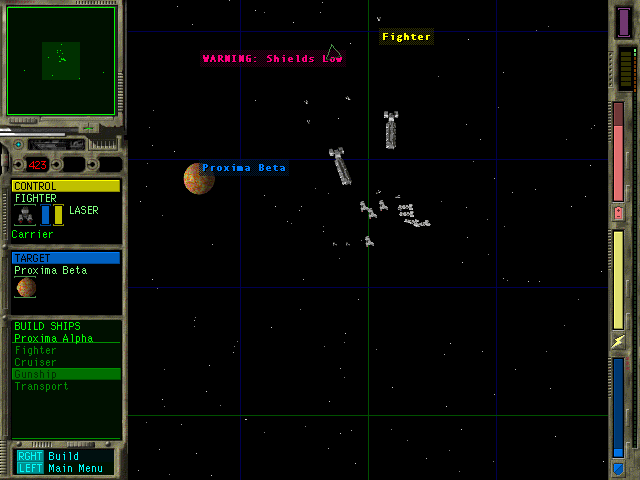 Fighter
WARNING: Shields Low
Proxima Beta
423
CONTROL
FIGHTER
LASER
Carrier
TARGET
Proxima Beta
BUILD SHIPS
Proxima Alpha
Fighter
Cruiser
Gunship
Transport
RGHT Build
LEFT Main Menu